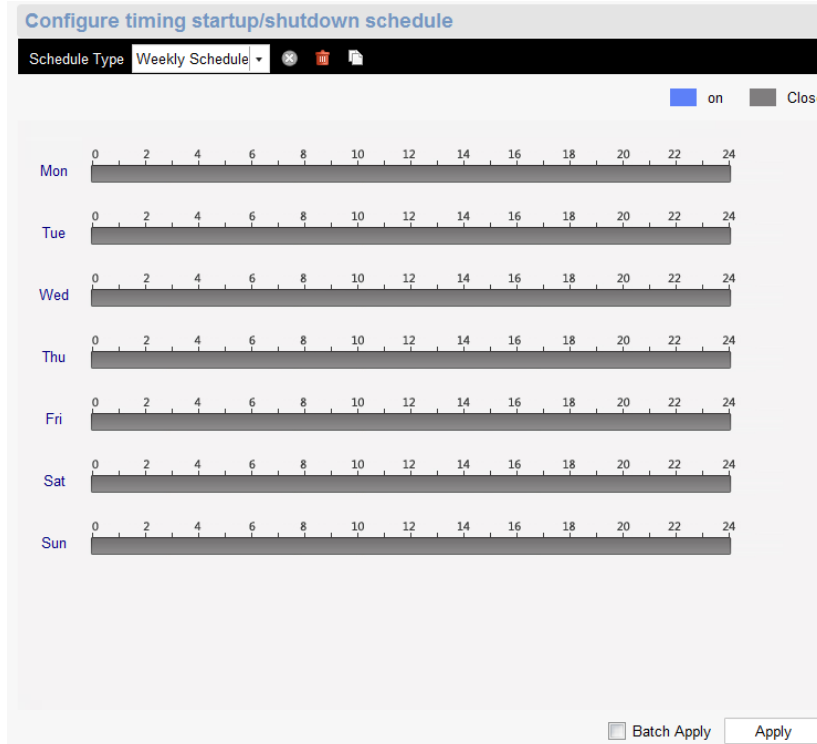 Configure timing startup/shutdown schedule
Schedule Type Weekly Schedule
on Clos
0 2 4 6 8 10 12 14 16 18 20 22 24
Mon
0 2 4 6 8 10 12 14 16 18 20 22 24
Tue
0 2 4 6 8 10 12 14 16 18 20 22 24
Wed
0 2 4 6 8 10 12 14 16 18 20 22 24
Thu
0 2 4 6 8 10 12 14 16 18 20 22 24
Fri
0 2 4 6 8 10 12 14 16 18 20 22 24
Sat
0 2 4 6 8 10 12 14 16 18 20 22 24
Sun
Batch Apply Apply